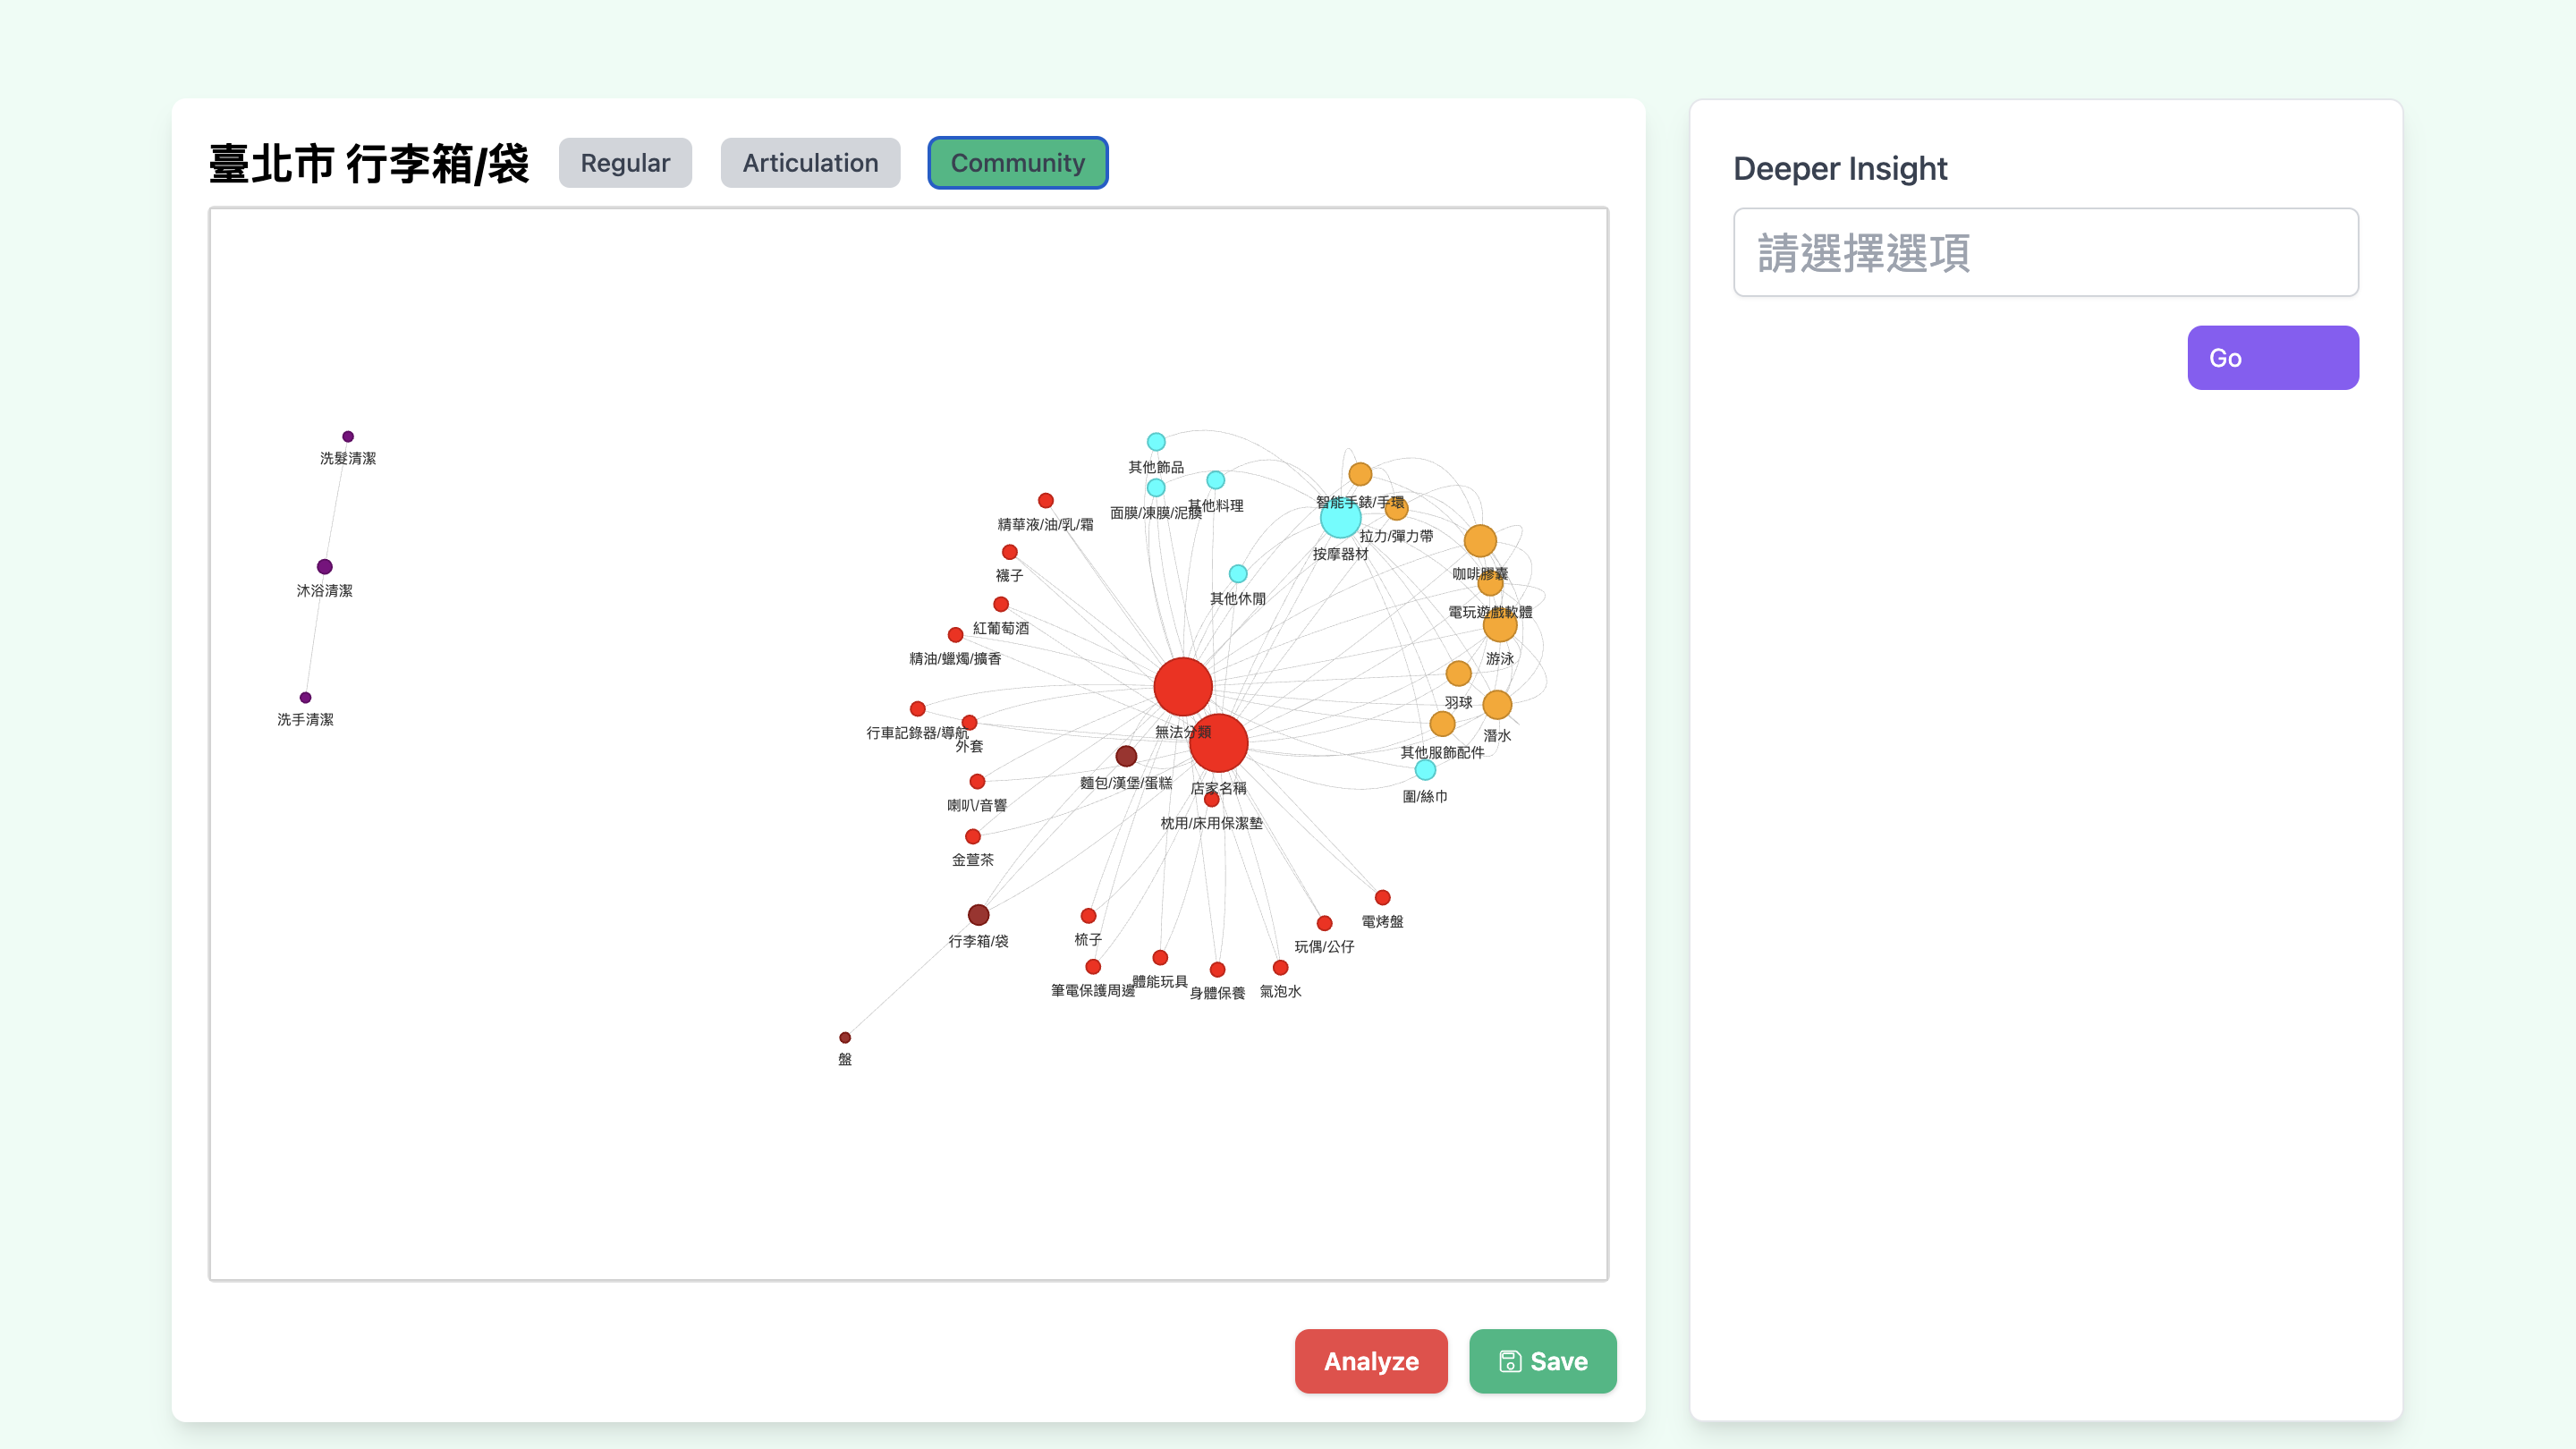 臺北市 行李箱/袋
Regular
Articulation
Community
Deeper Insight
請選擇選項
Go
洗髮清潔
沐浴清潔
洗手清潔
其他飾品
面膜/凍膜/泥膜
其他料理
精華液/油/乳/霜
襪子
紅葡萄酒
精油/蠟燭/擴香
智能手錶/手環
拉力/彈力帶
按摩器材
咖啡膠囊
電玩遊戲軟體
其他休閒
游泳
羽球
潛水
其他服飾配件
圍/絲巾
行車記錄器/導航
外套
無法分類
麵包/漢堡/蛋糕
店家名稱
喇叭/音響
枕用/床用保潔墊
金萱茶
行李箱/袋
梳子
電烤盤
玩偶/公仔
筆電保護周邊
體能玩具
身體保養
氣泡水
盤
Analyze
Save